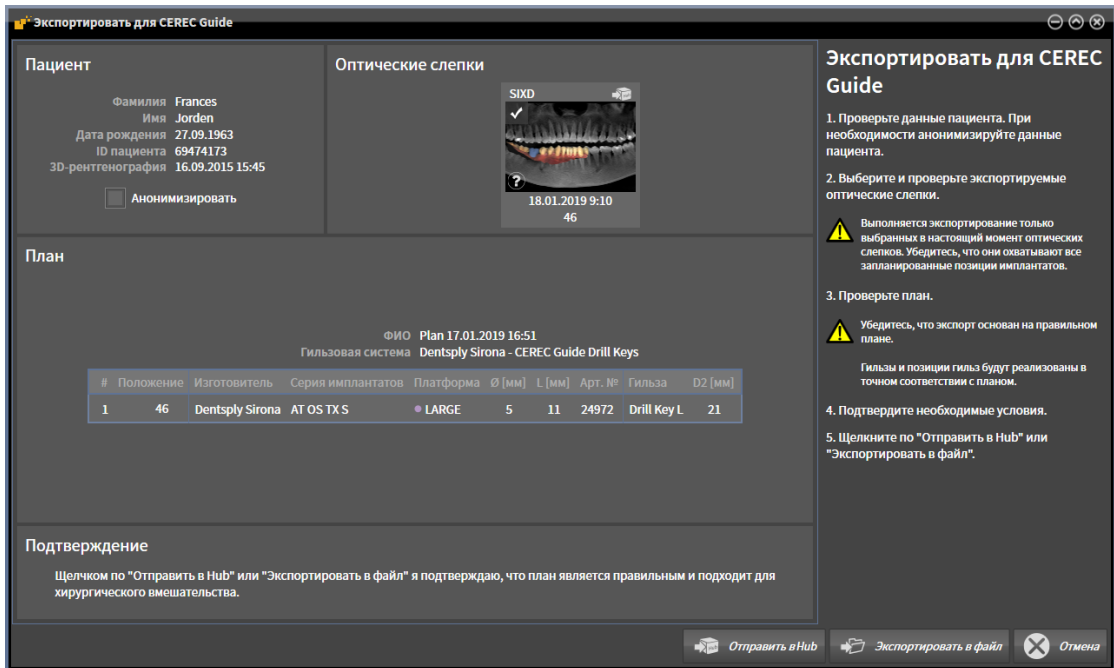 Экспортировать для CEREC Guide
Пациент
Фамилия Frances
Имя Jorden
Дата рождения 27.09.1963
ID пациента 69474173
3D-рентгенография 16.09.2015 15:45
Анонимизировать
Оптические слепки
SIXD
?
18.01.2019 9:10
46
План
ФИО Plan 17.01.2019 16:51
Гильзовая система Dentsply Sirona - CEREC Guide Drill Keys
# Положение Изготовитель Серия имплантатов Платформа Ø [мм] L [мм] Арт. № Гильза D2 [мм]
1 46 Dentsply Sirona AT OS TX S LARGE 5 11 24972 Drill Key L 21
Подтверждение
Щелчком по "Отправить в Hub" или "Экспортировать в файл" я подтверждаю, что план является правильным и подходит для
хирургического вмешательства.
Экспортировать для CEREC
Guide
1. Проверьте данные пациента. При
необходимости анонимизируйте данные
пациента.
2. Выберите и проверьте экспортируемые
оптические слепки.
Выполняется экспортирование только
выбранных в настоящий момент оптических
слепков. Убедитесь, что они охватывают все
запланированные позиции имплантатов.
3. Проверьте план.
Убедитесь, что экспорт основан на правильном
плане.
Гильзы и позиции гильз будут реализованы в
точном соответствии с планом.
4. Подтвердите необходимые условия.
5. Щелкните по "Отправить в Hub" или
"Экспортировать в файл".
Отправить в Hub
Экспортировать в файл
Отмена